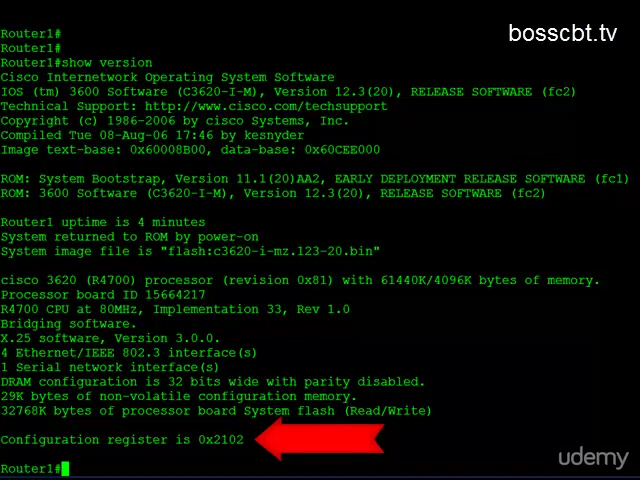 bosscbt.tv
Router1#
Router1#
Router1#show version
Cisco Internetwork Operating System Software
IOS (tm) 3600 Software (C3620-I-M), Version 12.3(20), RELEASE SOFTWARE (fc2)
Technical Support: http://www.cisco.com/techsupport
Copyright (c) 1986-2006 by cisco Systems, Inc.
Compiled Tue 08-Aug-06 17:46 by kesnyder
Image text-base: 0x60008B00, data-base: 0x60CEE000
ROM: System Bootstrap, Version 11.1(20)AA2, EARLY DEPLOYMENT RELEASE SOFTWARE (fc1)
ROM: 3600 Software (C3620-I-M), Version 12.3(20), RELEASE SOFTWARE (fc2)
Router1 uptime is 4 minutes
System returned to ROM by power-on
System image file is "flash:c3620-i-mz.123-20.bin"
cisco 3620 (R4700) processor (revision 0x81) with 61440K/4096K bytes of memory.
Processor board ID 15664217
R4700 CPU at 80MHz, Implementation 33, Rev 1.0
Bridging software.
X.25 software, Version 3.0.0.
4 Ethernet/IEEE 802.3 interface(s)
1 Serial network interface(s)
DRAM configuration is 32 bits wide with parity disabled.
29K bytes of non-volatile configuration memory.
32768K bytes of processor board System flash (Read/Write)
Configuration register is 0x2102
Router1#
udemy